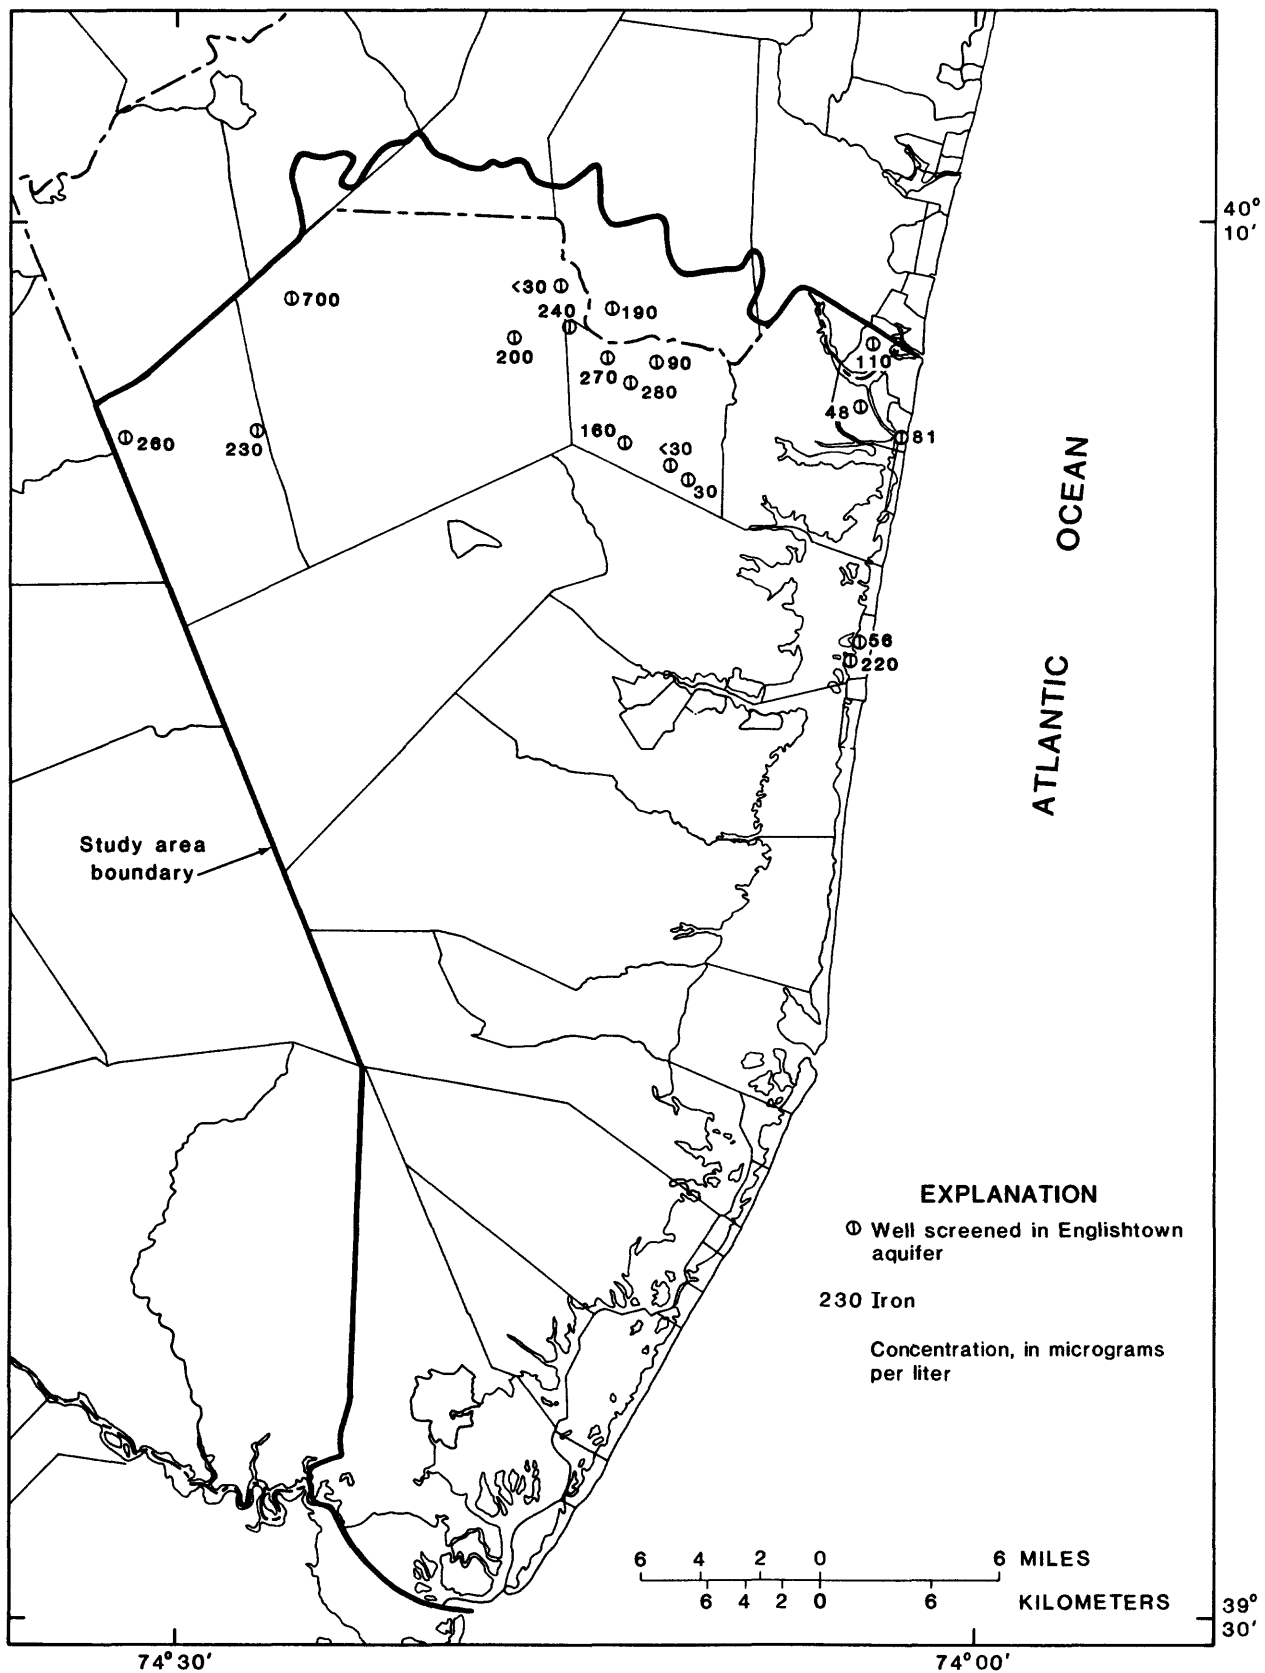 40°
10'
<30
700
190
240
200
90
110
270
280
48
260
230
160
81
<30
30
OCEAN
56
220
ATLANTIC
Study area
boundary
EXPLANATION
Well screened in Englishtown
aquifer
230 Iron
Concentration, in micrograms
per liter
6 4 2 0 6 MILES
6 4 2 0 6 KILOMETERS
39°
30'
74°30' 74°00'